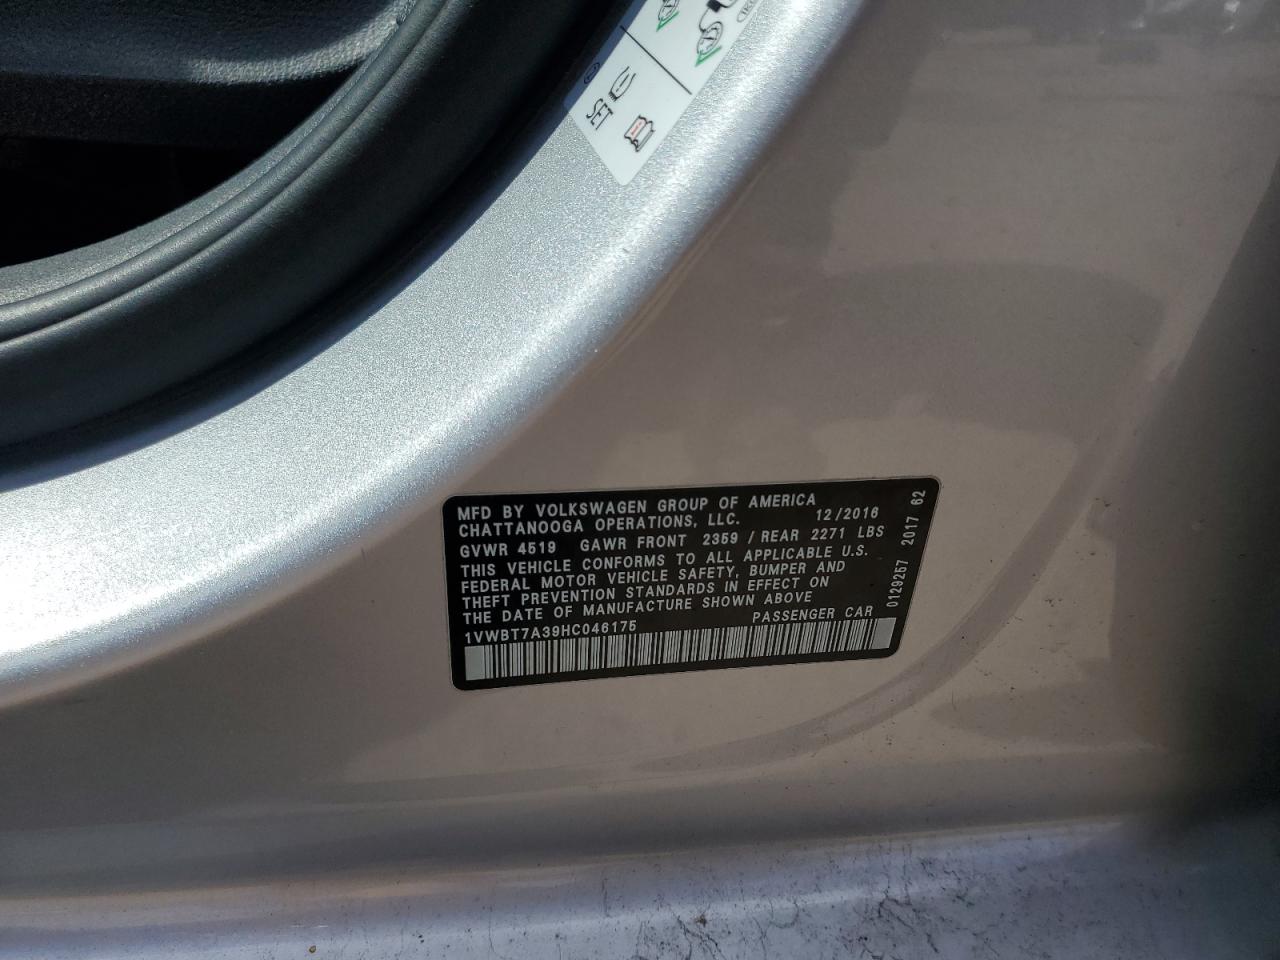 SET
MFD BY VOLKSWAGEN GROUP OF AMERICA
CHATTANOOGA OPERATIONS, LLC. 12/2016
GVWR 4519 GAWR FRONT 2359 / REAR 2271 LBS
THIS VEHICLE CONFORMS TO ALL APPLICABLE U.S.
FEDERAL MOTOR VEHICLE SAFETY, BUMPER AND
THEFT PREVENTION STANDARDS IN EFFECT ON
THE DATE OF MANUFACTURE SHOWN ABOVE
1VWBT7A39HC046175 PASSENGER CAR
0129257 2017 62